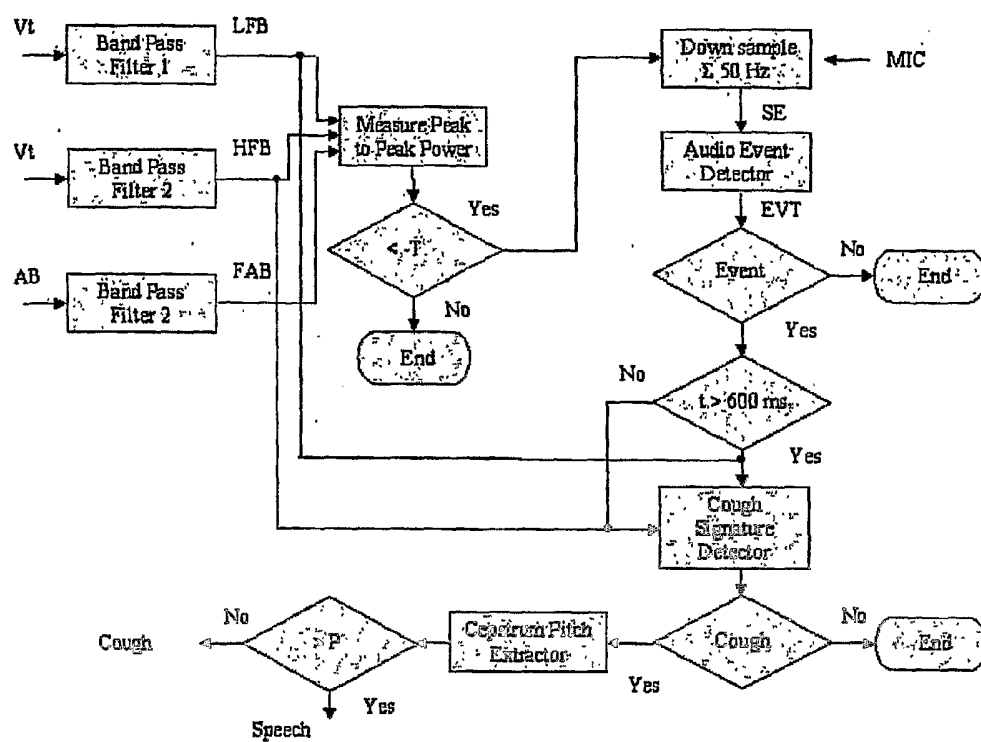 Vt
LFB
Band Pass
Filter 1
Vt
HFB
Band Pass
Filter 2
AB
FAB
Band Pass
Filter 2
Measure Peak
to Peak Power
Yes
< -T
No
End
Down sample
Σ 50 Hz
MIC
SE
Audio Event
Detector
EVT
Event
No
End
Yes
No
t > 600 ms
Yes
Cough
Signature
Detector
Cough
No
End
Yes
Cepstrum Pitch
Extractor
P
No
Cough
Yes
Speech